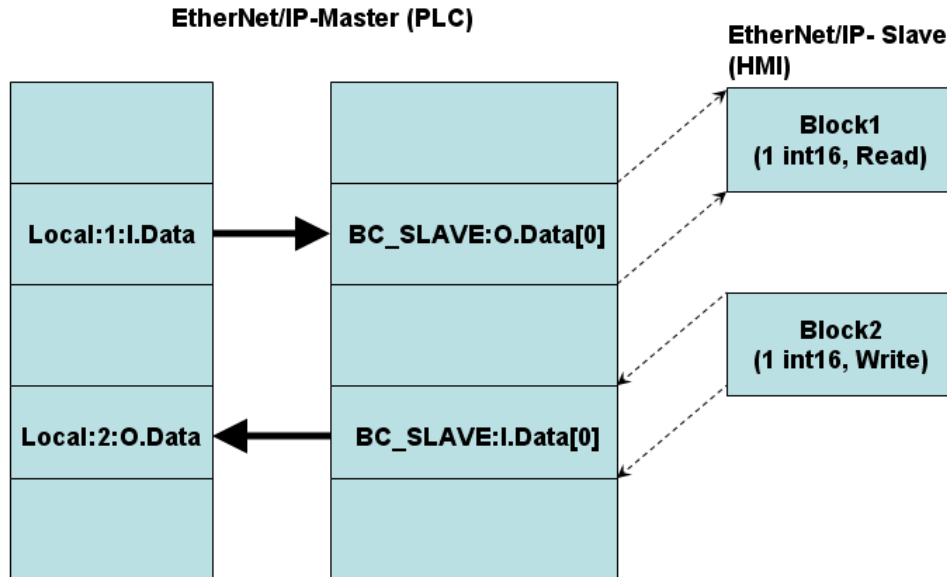 EtherNet/IP-Master (PLC)
EtherNet/IP- Slave
(HMI)
Block1
(1 int16, Read)
Local:1:I.Data
BC_SLAVE:O.Data[0]
Block2
(1 int16, Write)
Local:2:O.Data
BC_SLAVE:I.Data[0]